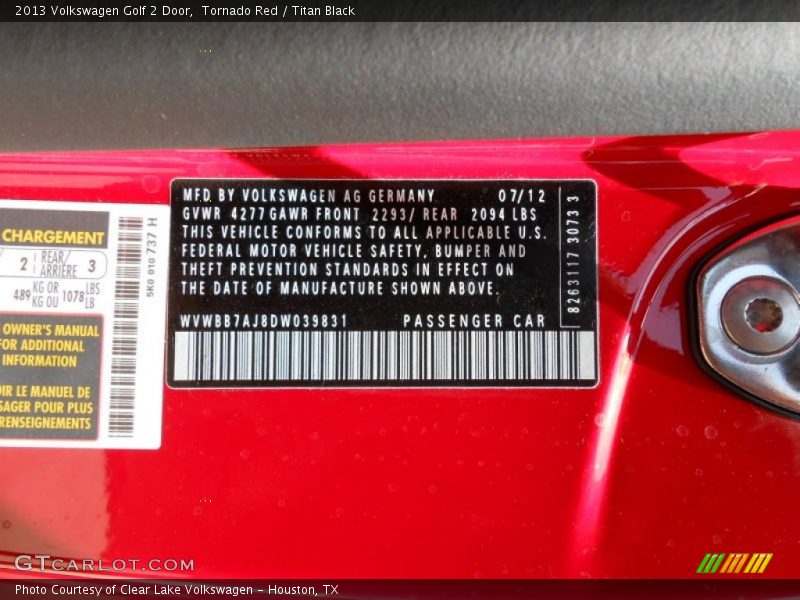 2013 Volkswagen Golf 2 Door,  Tornado Red / Titan Black
CHARGEMENT
2 REAR/ARRIÈRE 3
489 KG OR/KG OU 1078 LBS/LB
OWNER'S MANUAL
FOR ADDITIONAL
INFORMATION
OIR LE MANUEL DE
SAGER POUR PLUS
RENSEIGNEMENTS
5K0 010 737 H
MFD. BY VOLKSWAGEN AG GERMANY 07/12
GVWR 4277 GAWR FRONT 2293/ REAR 2094 LBS
THIS VEHICLE CONFORMS TO ALL APPLICABLE U.S.
FEDERAL MOTOR VEHICLE SAFETY, BUMPER AND
THEFT PREVENTION STANDARDS IN EFFECT ON
THE DATE OF MANUFACTURE SHOWN ABOVE.
WVWBB7AJ8DW039831 PASSENGER CAR
8263117 3073 3
GTCARLOT.COM
Photo Courtesy of Clear Lake Volkswagen - Houston, TX